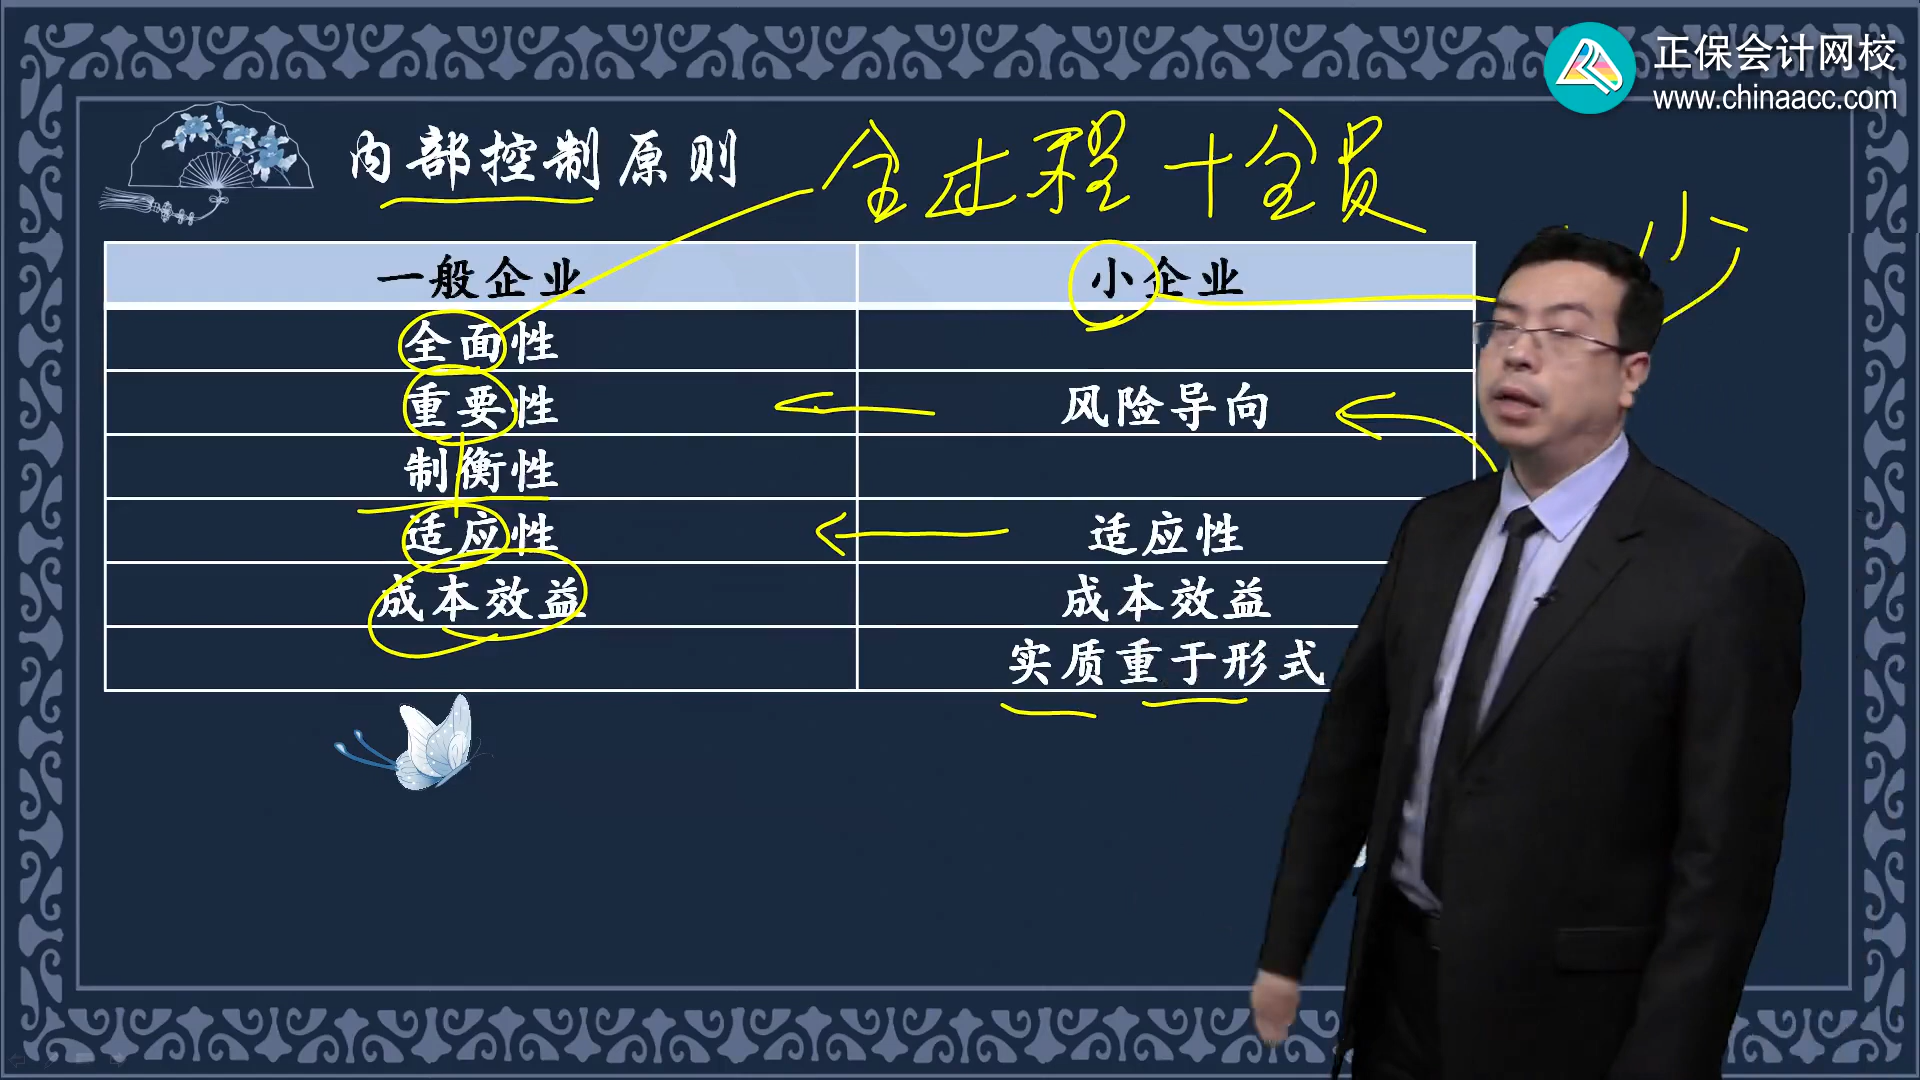 正保会计网校
www.chinaacc.com
内部控制原则
全过程+全员
少
一般企业 小企业
全面性
重要性 风险导向
制衡性
适应性 适应性
成本效益 成本效益
实质重于形式